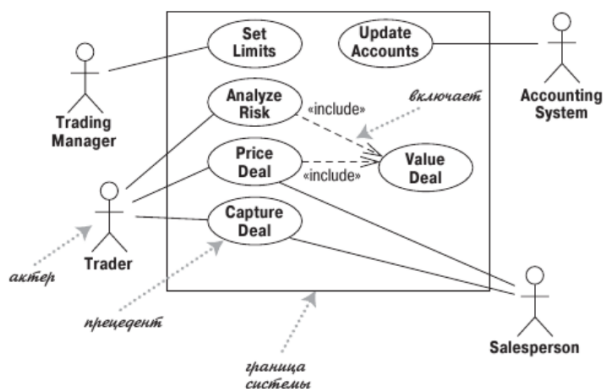 Set
Limits
Update
Accounts
Trading
Manager
Accounting
System
Analyze
Risk
«include»
включает
Price
Deal
«include»
Value
Deal
Capture
Deal
Trader
актер
прецедент
граница
системы
Salesperson